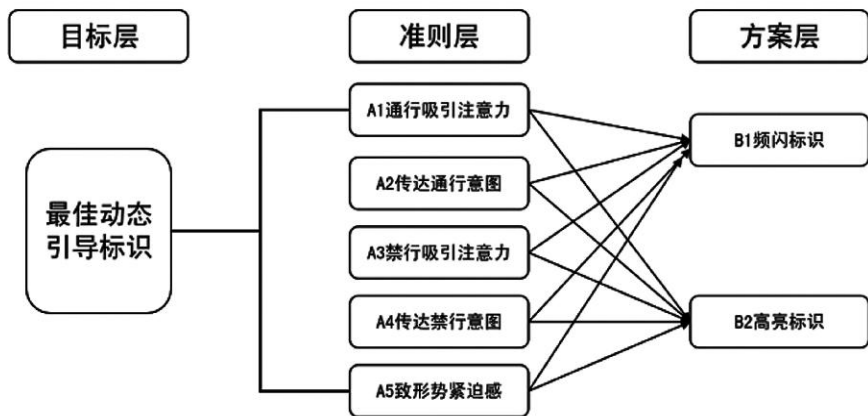 目标层
准则层
方案层
最佳动态
引导标识
A1通行吸引注意力
A2传达通行意图
A3禁行吸引注意力
A4传达禁行意图
A5致形势紧迫感
B1频闪标识
B2高亮标识